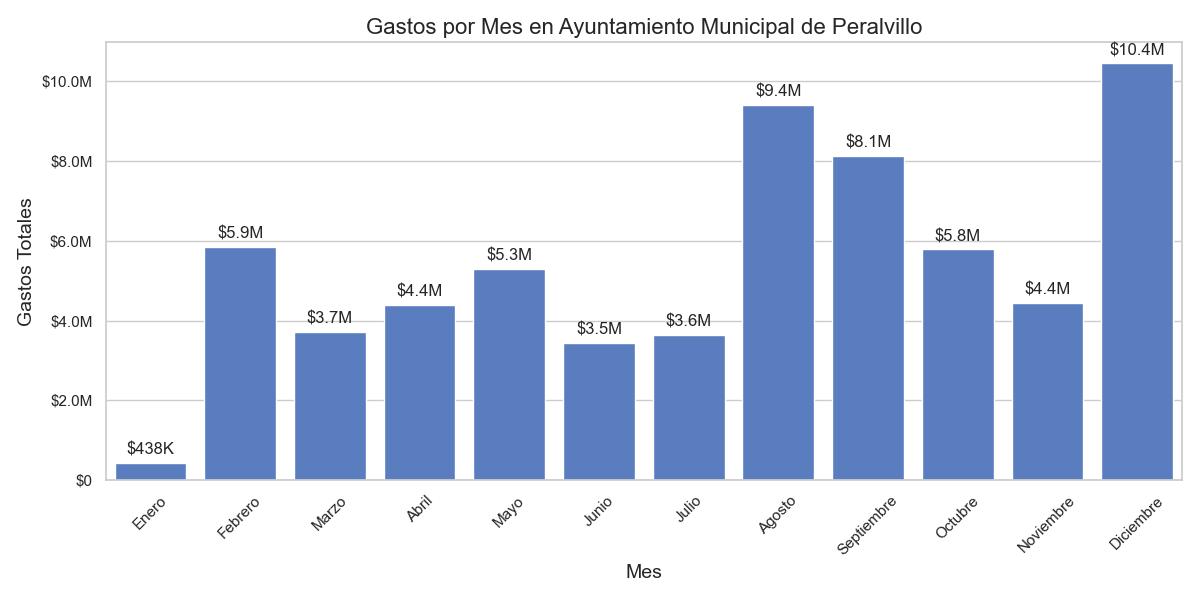 Gastos por Mes en Ayuntamiento Municipal de Peralvillo
Gastos Totales
$10.0M
$8.0M
$6.0M
$4.0M
$2.0M
$0
$438K
$5.9M
$3.7M
$4.4M
$5.3M
$3.5M
$3.6M
$9.4M
$8.1M
$5.8M
$4.4M
$10.4M
Enero
Febrero
Marzo
Abril
Mayo
Junio
Julio
Agosto
Septiembre
Octubre
Noviembre
Diciembre
Mes